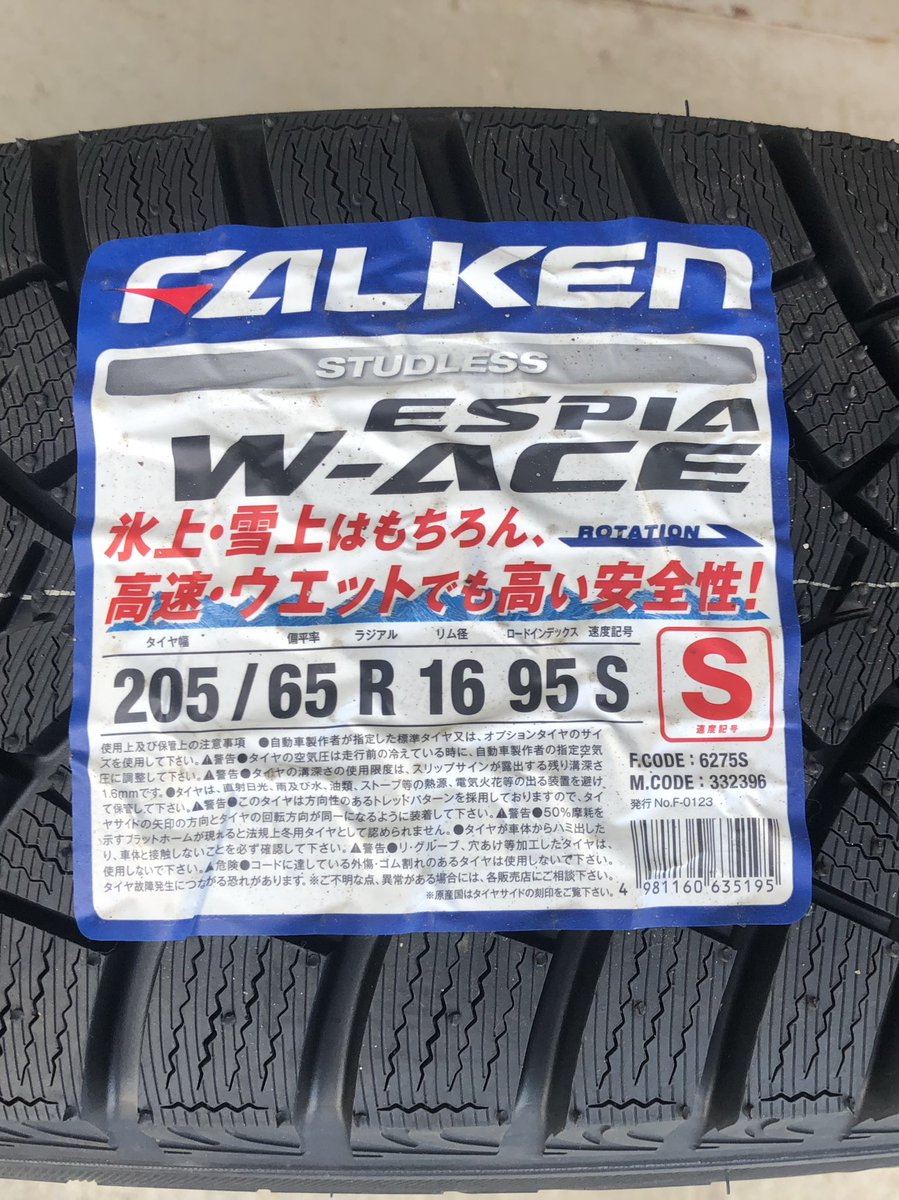 FALKEN
STUDLESS
ESPIA
W-ACE
氷上・雪上はもちろん、
ROTATION
高速・ウエットでも高い安全性!
タイヤ幅 偏平率 ラジアル リム径 ロードインデックス 速度記号
205 / 65 R 16 95 S
S
速度記号
使用上及び保管上の注意事項 ●自動車製作者が指定した標準タイヤ又は、オプションタイヤのサイ
ズを使用して下さい。⚠警告●タイヤの空気圧は走行前の冷えている時に、自動車製作者の指定空気
圧に調整して下さい。⚠警告●タイヤの溝深さの使用限度は、スリップサインが露出する残り溝深さ
1.6mmです。●タイヤは、直射日光、雨及び水、油類、ストーブ等の熱源、電気火花等の出る装置を避け
て保管して下さい。⚠警告●このタイヤは方向性のあるトレッドパターンを採用しておりますので、タイ
ヤサイドの矢印の方向とタイヤの回転方向が同一になるように装着して下さい。⚠警告●50%摩耗を
示すプラットホームが現れると法規上冬用タイヤとして認められません。●タイヤが車体からハミ出した
り、車体と接触しないことを必ず確認して下さい。⚠警告●リ・グルーブ、穴あけ等加工したタイヤは、
使用しないで下さい。⚠危険●コードに達している外傷・ゴム割れのあるタイヤは使用しないで下さい。
タイヤ故障発生につながる恐れがあります。※ご不明な点、異常がある場合には、各販売店にご相談下さい。
※原産国はタイヤサイドの刻印をご覧下さい。
F.CODE : 6275S
M.CODE : 332396
発行 No.F-0123
4 981160 635195